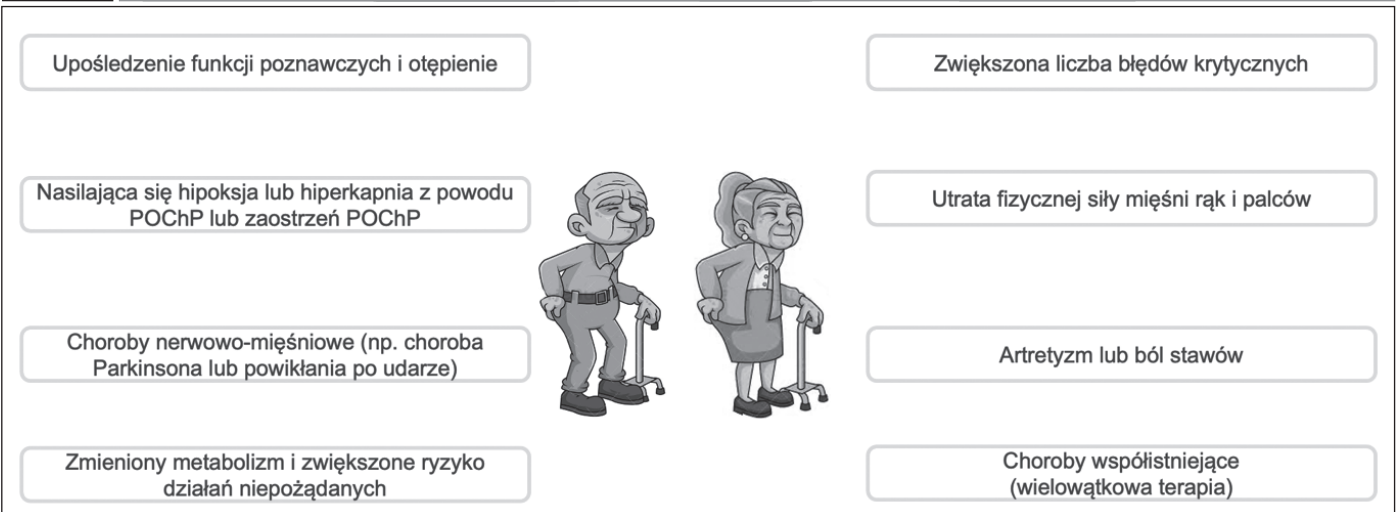 Upośledzenie funkcji poznawczych i otępienie
Zwiększona liczba błędów krytycznych
Nasilająca się hipoksja lub hiperkapnia z powodu
POChP lub zaostrzeń POChP
Utrata fizycznej siły mięśni rąk i palców
Choroby nerwowo-mięśniowe (np. choroba
Parkinsona lub powikłania po udarze)
Artretyzm lub ból stawów
Zmieniony metabolizm i zwiększone ryzyko
działań niepożądanych
Choroby współistniejące
(wielowątkowa terapia)